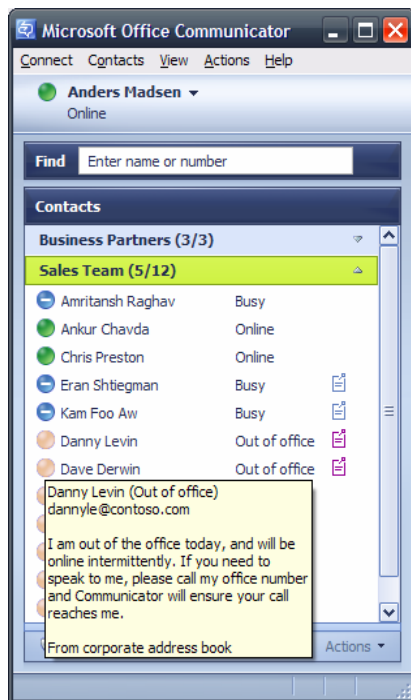 Microsoft Office Communicator
Connect Contacts View Actions Help
Anders Madsen
Online
Find Enter name or number
Contacts
Business Partners (3/3)
Sales Team (5/12)
Amritansh Raghav Busy
Ankur Chavda Online
Chris Preston Online
Eran Shtiegman Busy
Kam Foo Aw Busy
Danny Levin Out of office
Dave Derwin Out of office
Danny Levin (Out of office)
dannyle@contoso.com
I am out of the office today, and will be
online intermittently. If you need to
speak to me, please call my office number
and Communicator will ensure your call
reaches me.
From corporate address book
Actions